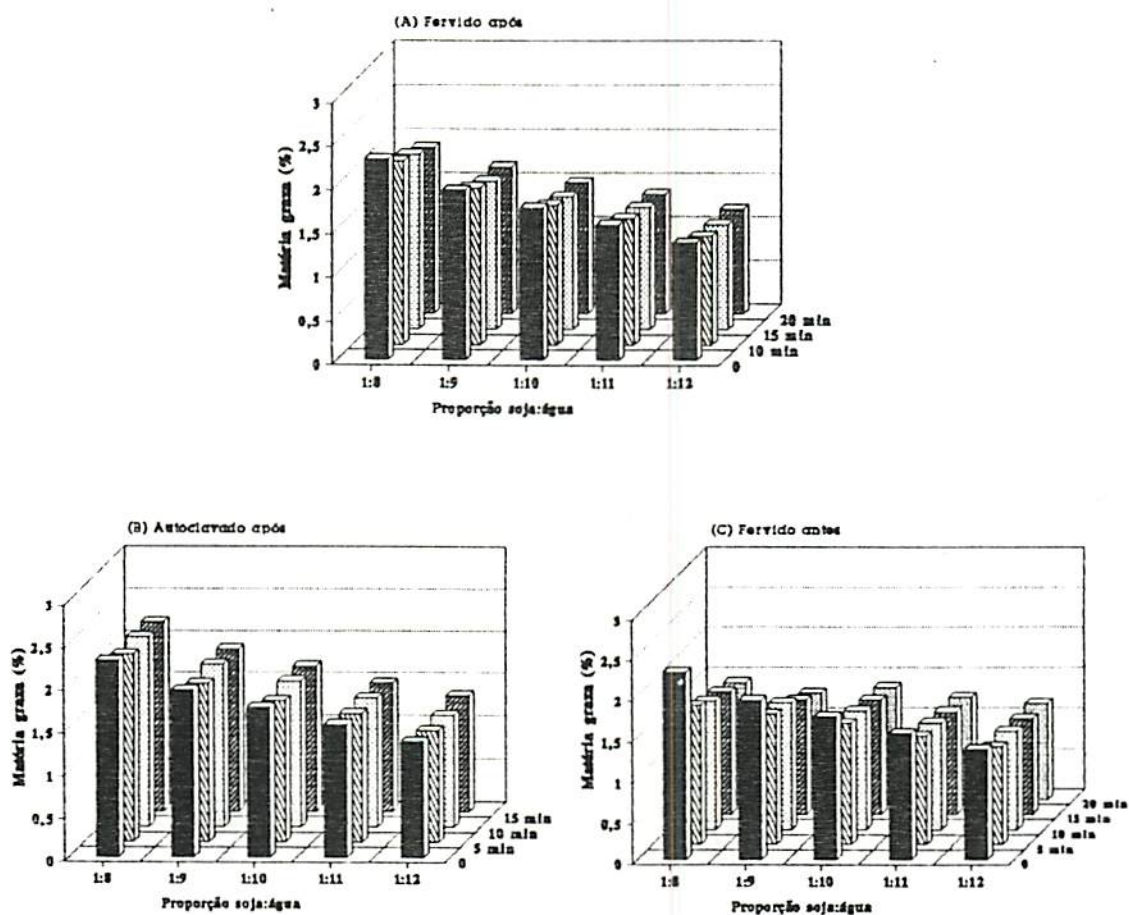 (A) Fervido após
Matéria graxa (%)
3
2,5
2
1,5
1
0,5
0
1:8
1:9
1:10
1:11
1:12
0
10 min
15 min
20 min
Proporção soja:água
(B) Autoclavado após
Matéria graxa (%)
3
2,5
2
1,5
1
0,5
0
1:8
1:9
1:10
1:11
1:12
0
5 min
10 min
15 min
Proporção soja:água
(C) Fervido antes
Matéria graxa (%)
3
2,5
2
1,5
1
0,5
0
1:8
1:9
1:10
1:11
1:12
0
5 min
10 min
15 min
20 min
Proporção soja:água